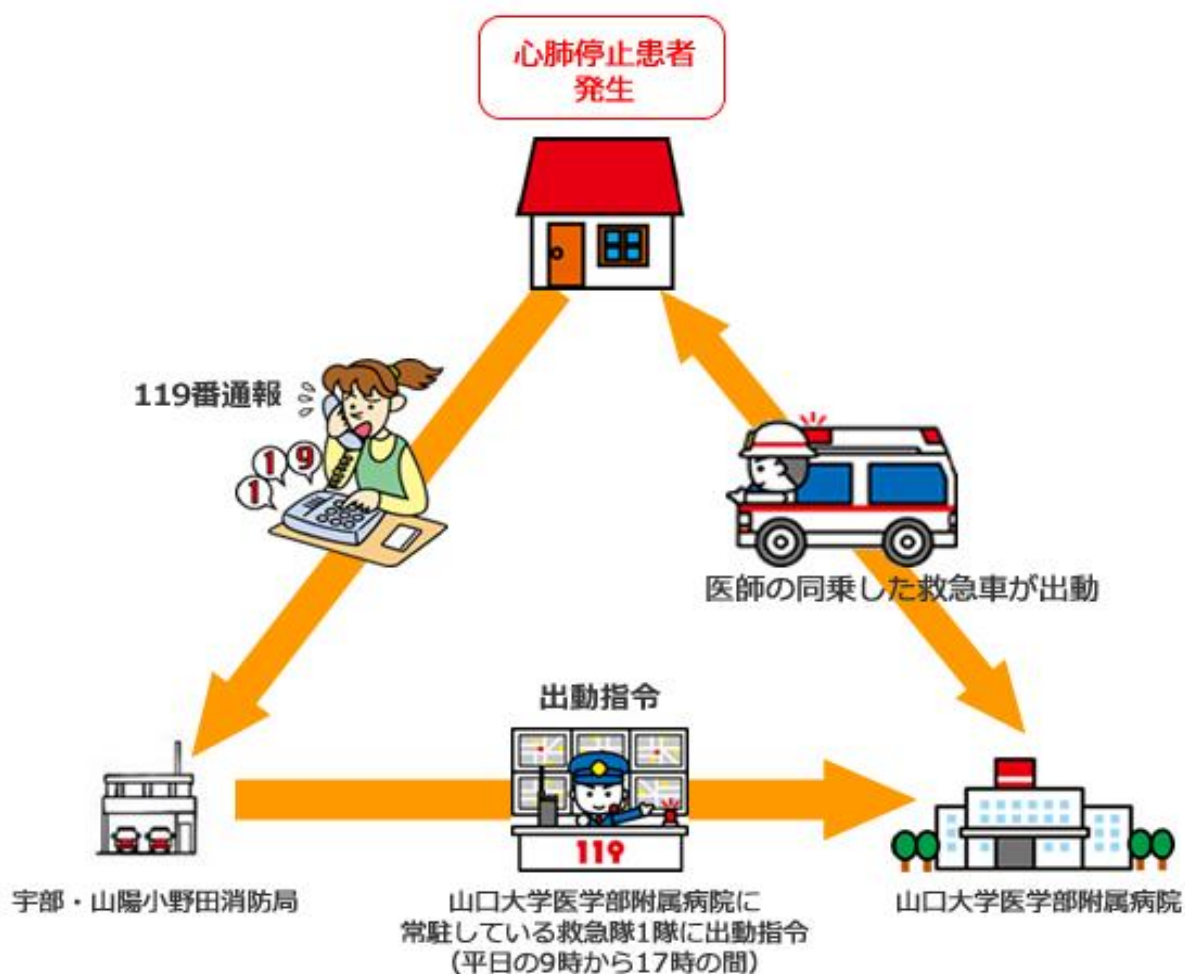 心肺停止患者
発生
119番通報
1
1
9
医師の同乗した救急車が出動
出動指令
119
宇部・山陽小野田消防局
山口大学医学部附属病院に
常駐している救急隊1隊に出動指令
(平日の9時から17時の間)
山口大学医学部附属病院